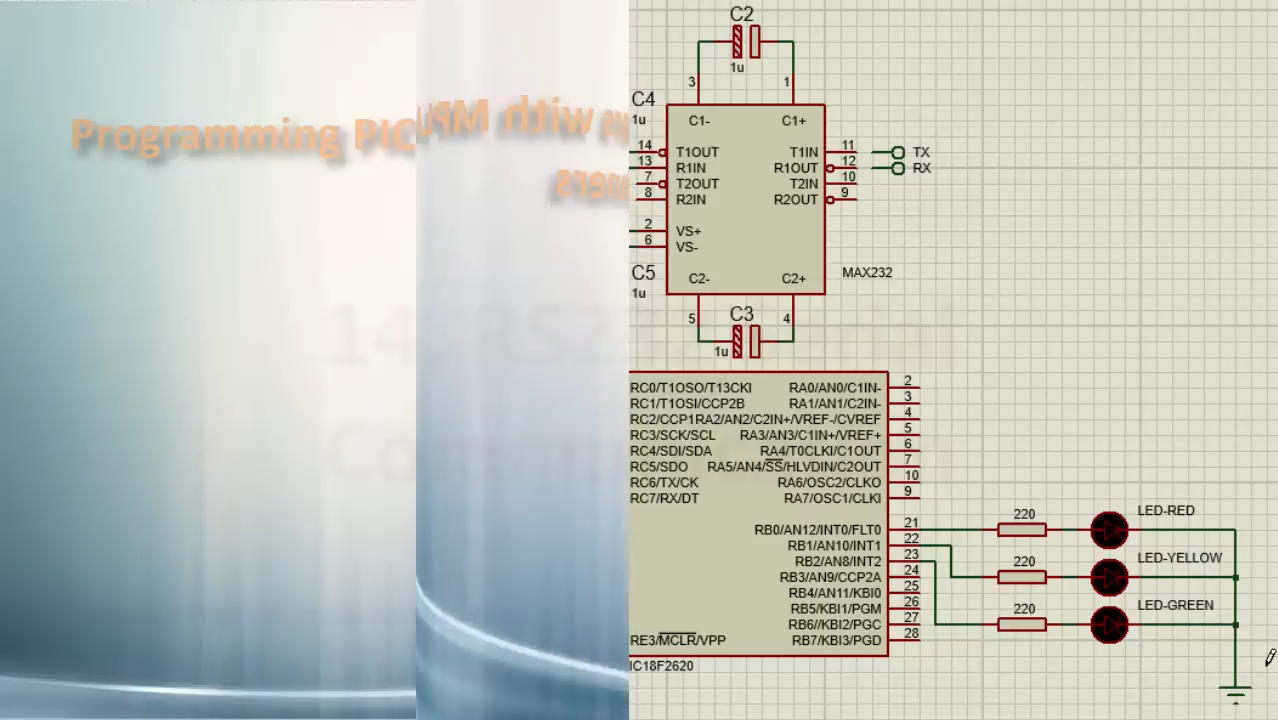 Programming PIC
with MPU
ners
14. RS232
Co
C2
1u
3
1
C4
1u
C1-
C1+
14
T1OUT
T1IN
11
TX
13
R1IN
R1OUT
12
RX
7
T2OUT
T2IN
10
8
R2IN
R2OUT
9
2
VS+
6
VS-
C5
1u
C2-
C2+
MAX232
5
4
C3
1u
RC0/T1OSO/T13CKI
RA0/AN0/C1IN-
2
RC1/T1OSI/CCP2B
RA1/AN1/C2IN-
3
RC2/CCP1
RA2/AN2/C2IN+/VREF-/CVREF
4
RC3/SCK/SCL
RA3/AN3/C1IN+/VREF+
5
RC4/SDI/SDA
RA4/T0CLKI/C1OUT
6
RC5/SDO
RA5/AN4/SS/HLVDIN/C2OUT
7
RC6/TX/CK
RA6/OSC2/CLKO
10
RC7/RX/DT
RA7/OSC1/CLKI
9
RB0/AN12/INT0/FLT0
21
220
LED-RED
RB1/AN10/INT1
22
RB2/AN8/INT2
23
220
LED-YELLOW
RB3/AN9/CCP2A
24
RB4/AN11/KBI0
25
RB5/KBI1/PGM
26
220
LED-GREEN
RB6/KBI2/PGC
27
RE3/MCLR/VPP
RB7/KBI3/PGD
28
IC18F2620